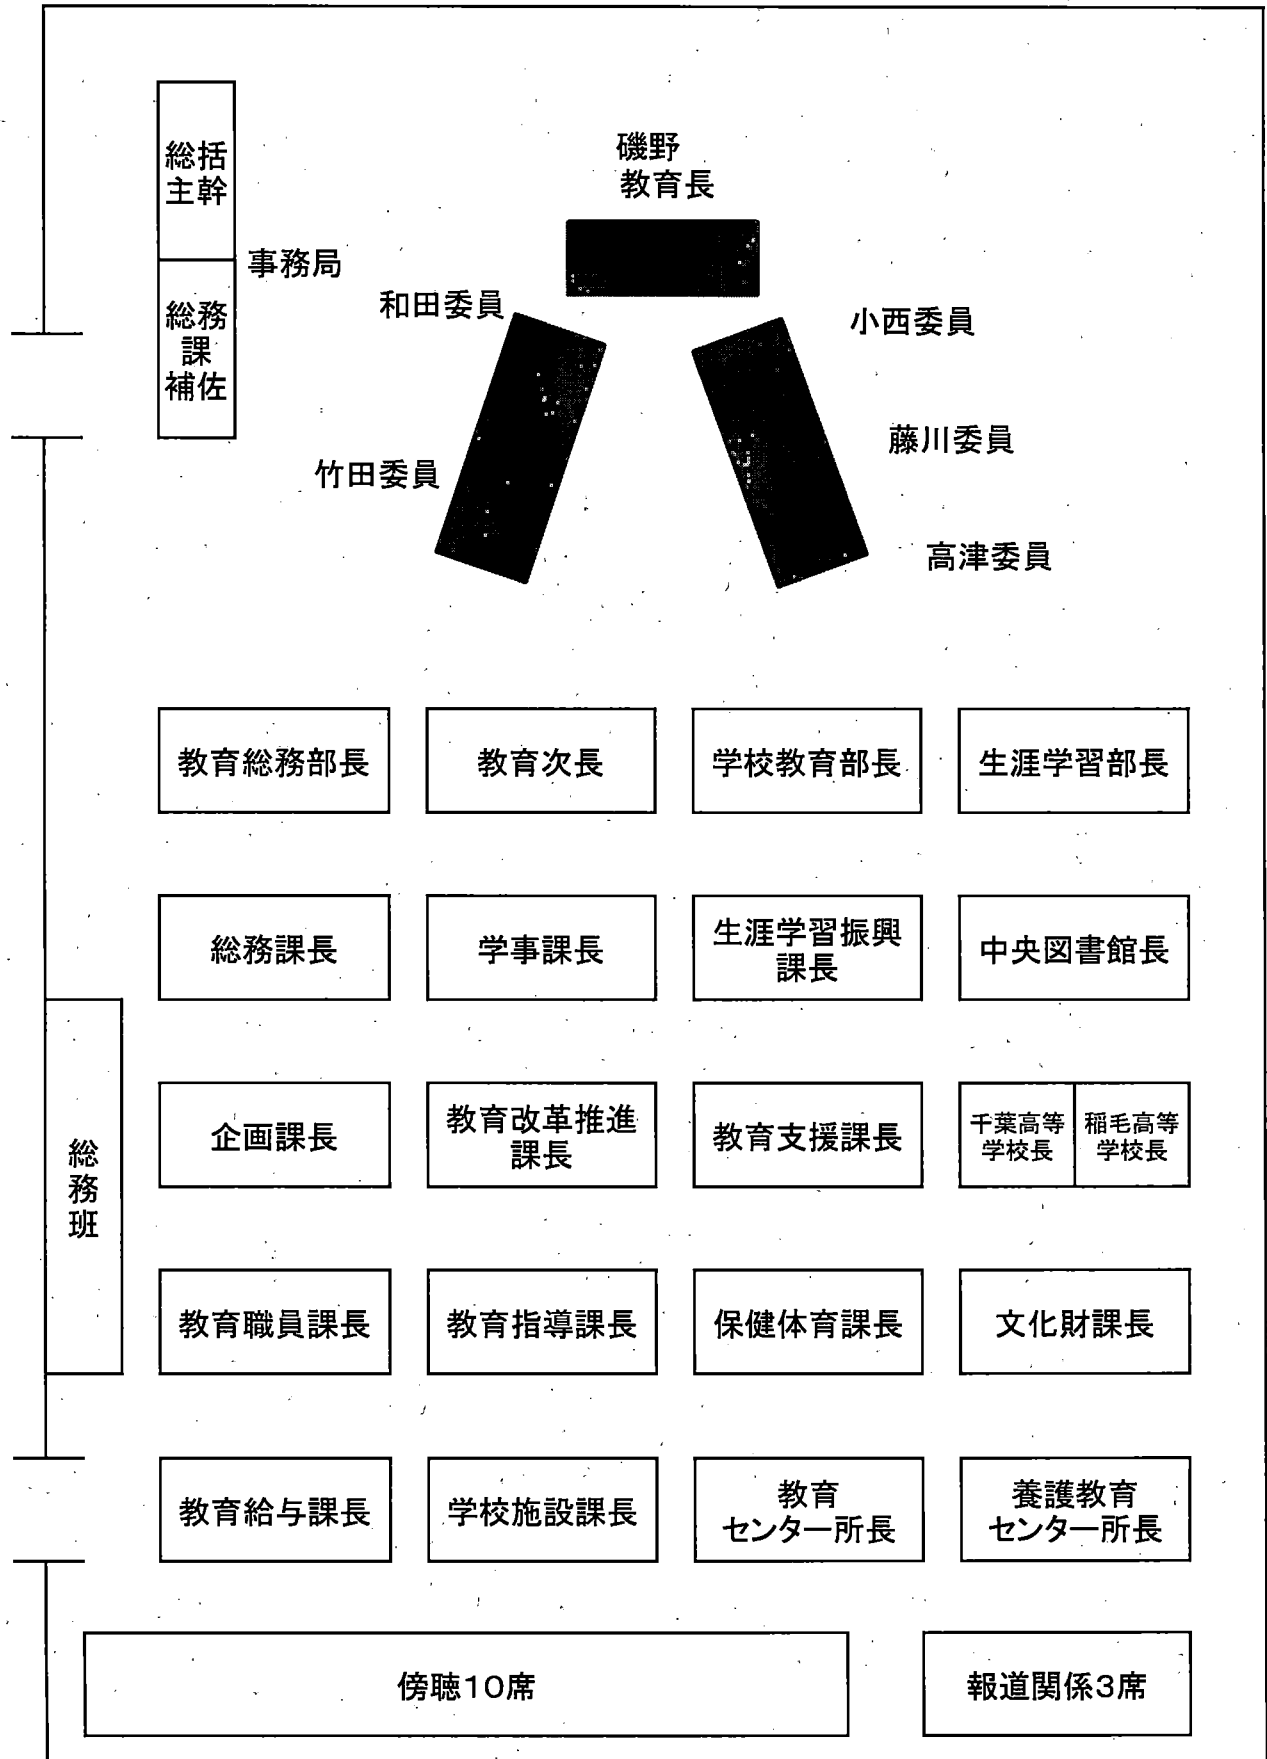 総括
主幹
事務局
総務
課
補佐
磯野
教育長
和田委員
竹田委員
小西委員
藤川委員
高津委員
教育総務部長
教育次長
学校教育部長
生涯学習部長
総務課長
学事課長
生涯学習振興
課長
中央図書館長
総務班
企画課長
教育改革推進
課長
教育支援課長
千葉高等
学校長
稲毛高等
学校長
教育職員課長
教育指導課長
保健体育課長
文化財課長
教育給与課長
学校施設課長
教育
センター所長
養護教育
センター所長
傍聴10席
報道関係3席